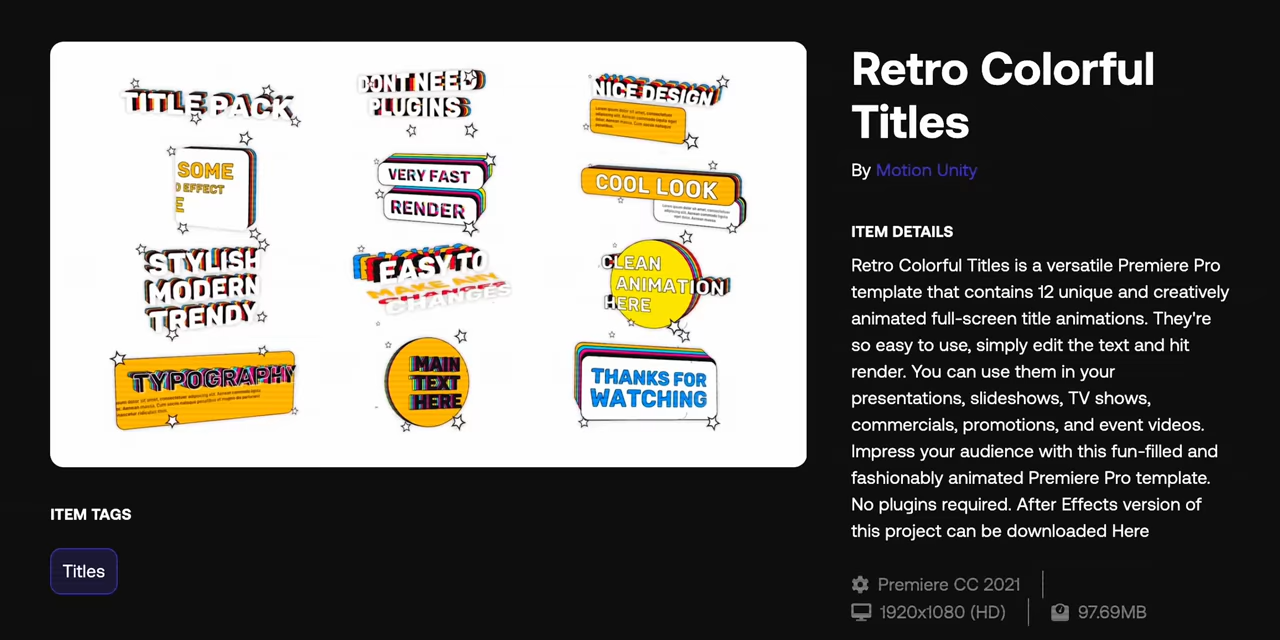 TITLE PACK
DONT NEED
PLUGINS
NICE DESIGN
SOME
D EFFECT
E
VERY FAST
RENDER
COOL LOOK
STYLISH
MODERN
TRENDY
EASY TO
MAKE ANY
CHANGES
CLEAN
ANIMATION
HERE
TYPOGRAPHY
MAIN
TEXT
HERE
THANKS FOR
WATCHING
ITEM TAGS
Titles
Retro Colorful
Titles
By Motion Unity
ITEM DETAILS
Retro Colorful Titles is a versatile Premiere Pro
template that contains 12 unique and creatively
animated full-screen title animations. They're
so easy to use, simply edit the text and hit
render. You can use them in your
presentations, slideshows, TV shows,
commercials, promotions, and event videos.
Impress your audience with this fun-filled and
fashionably animated Premiere Pro template.
No plugins required. After Effects version of
this project can be downloaded Here
Premiere CC 2021
1920x1080 (HD) 97.69MB